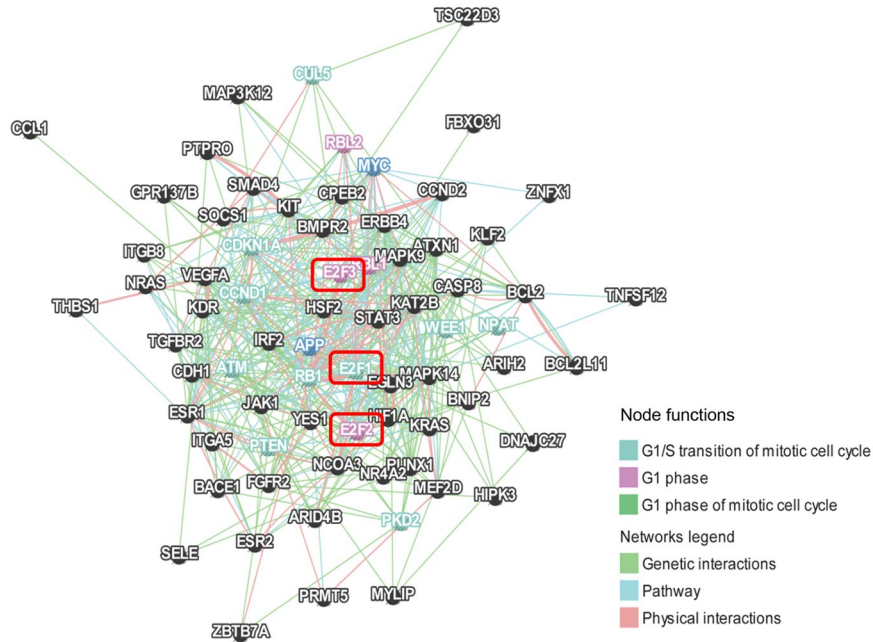 TSC22D3
CUL5
MAP3K12
FBXO31
CCL1
RBL2
PTPRO
MYC
SMAD4
GPR137B
CPEB2
CCND2
ZNFX1
KIT
SOCS1
BMPR2
ERBB4
CDKN1A
ATXN1
KLF2
ITGB8
MAPK9
E2F3
NRAS
VEGFA
CASP8
BCL2
TNFSF12
CCND1
THBS1
KDR
HSF2
KAT2B
STAT3
WEE1
NPAT
TGFBR2
IRF2
APP
CDH1
ATM
RB1
E2F1
MAPK14
ARIH2
BCL2L11
EGLN3
JAK1
BNIP2
ESR1
YES1
HIF1A
KRAS
Node functions
ITGA5
E2F2
DNAJC27
PTEN
G1/S transition of mitotic cell cycle
NCOA3
NR4A2
G1 phase
BACE1
FGFR2
MEF2D
HIPK3
G1 phase of mitotic cell cycle
ARID4B
PKD2
Networks legend
SELE
ESR2
Genetic interactions
Pathway
PRMT5
MYLIP
Physical interactions
ZBTB7A